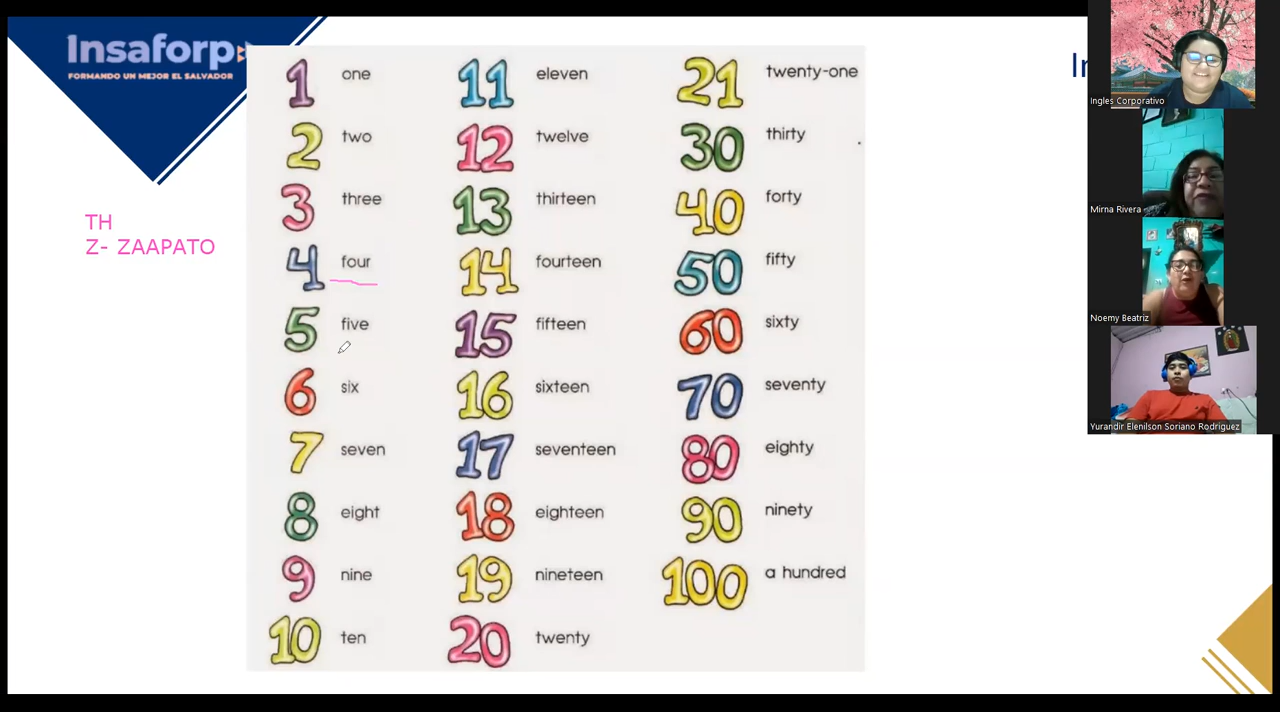 Insaforp
FORMANDO UN MEJOR EL SALVADOR
TH
Z- ZAAPATO
1 one
2 two
3 three
4 four
5 five
6 six
7 seven
8 eight
9 nine
10 ten
11 eleven
12 twelve
13 thirteen
14 fourteen
15 fifteen
16 sixteen
17 seventeen
18 eighteen
19 nineteen
20 twenty
21 twenty-one
30 thirty
40 forty
50 fifty
60 sixty
70 seventy
80 eighty
90 ninety
100 a hundred
Ingles Corporativo
Mirna Rivera
Noemy Beatriz
Yurandir Elenilson Soriano Rodriguez